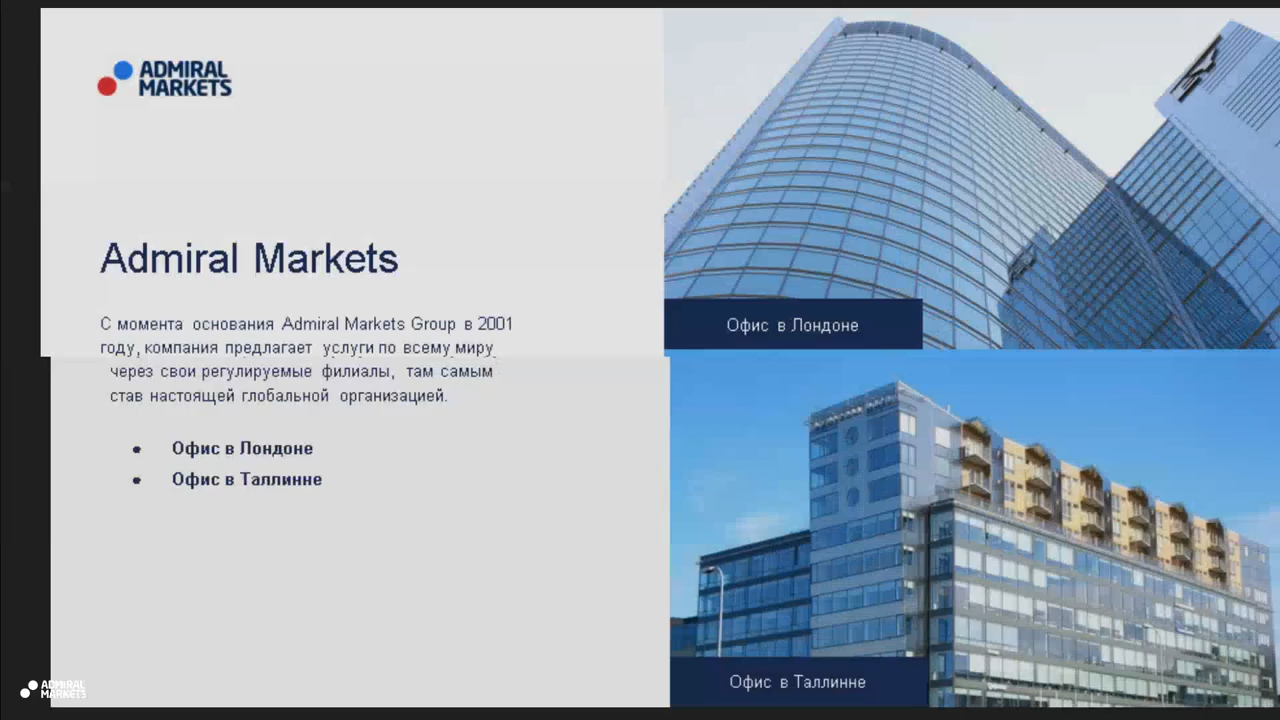 ADMIRAL
MARKETS
Admiral Markets
С момента основания Admiral Markets Group в 2001
году, компания предлагает услуги по всему миру
через свои регулируемые филиалы, там самым
став настоящей глобальной организацией.
• Офис в Лондоне
• Офис в Таллинне
Офис в Лондоне
Офис в Таллинне
ADMIRAL
MARKETS